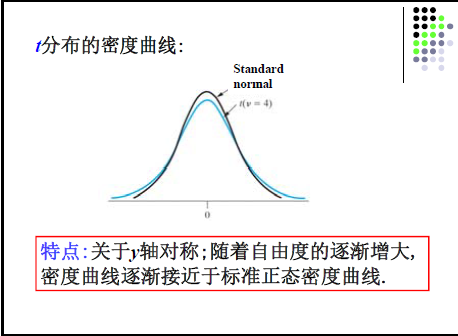 t分布的密度曲线:
Standard
normal
t(v = 4)
0
特点:关于y轴对称;随着自由度的逐渐增大,
密度曲线逐渐接近于标准正态密度曲线.